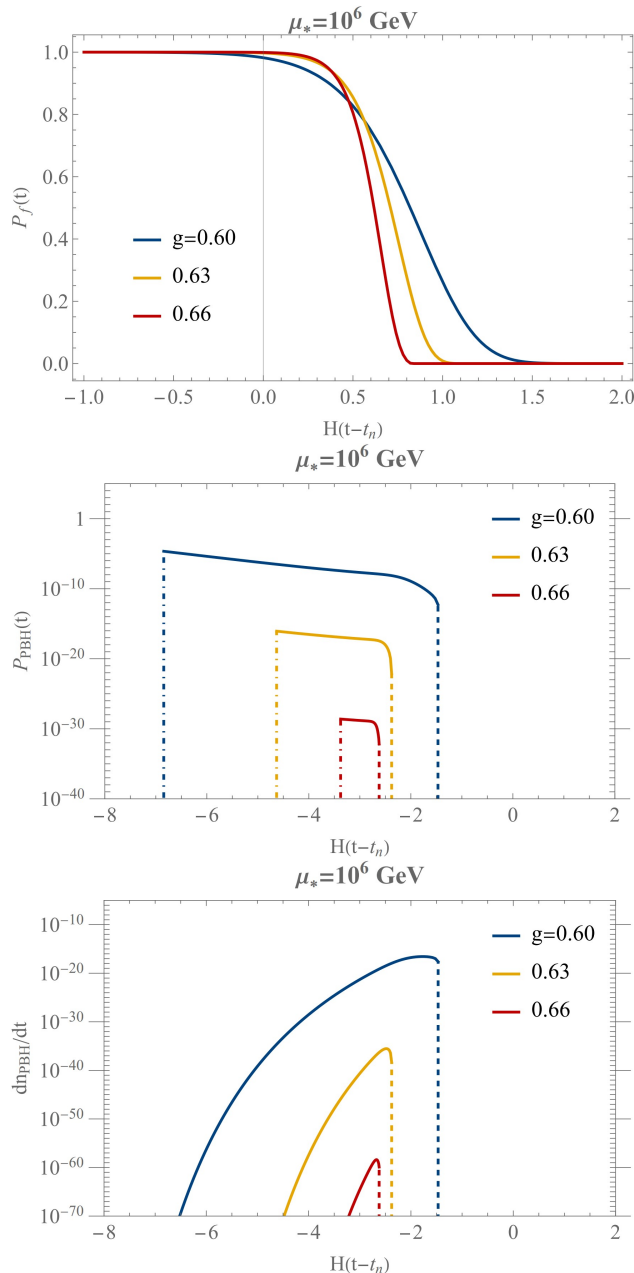 μ*=10⁶ GeV
1.0
0.8
0.6
0.4
0.2
0.0
P_f(t)
g=0.60
0.63
0.66
-1.0 -0.5 0.0 0.5 1.0 1.5 2.0
H(t-t_n)
μ*=10⁶ GeV
1
10⁻¹⁰
10⁻²⁰
10⁻³⁰
10⁻⁴⁰
P_PBH(t)
g=0.60
0.63
0.66
-8 -6 -4 -2 0 2
H(t-t_n)
μ*=10⁶ GeV
10⁻¹⁰
10⁻²⁰
10⁻³⁰
10⁻⁴⁰
10⁻⁵⁰
10⁻⁶⁰
10⁻⁷⁰
dn_PBH/dt
g=0.60
0.63
0.66
-8 -6 -4 -2 0 2
H(t-t_n)